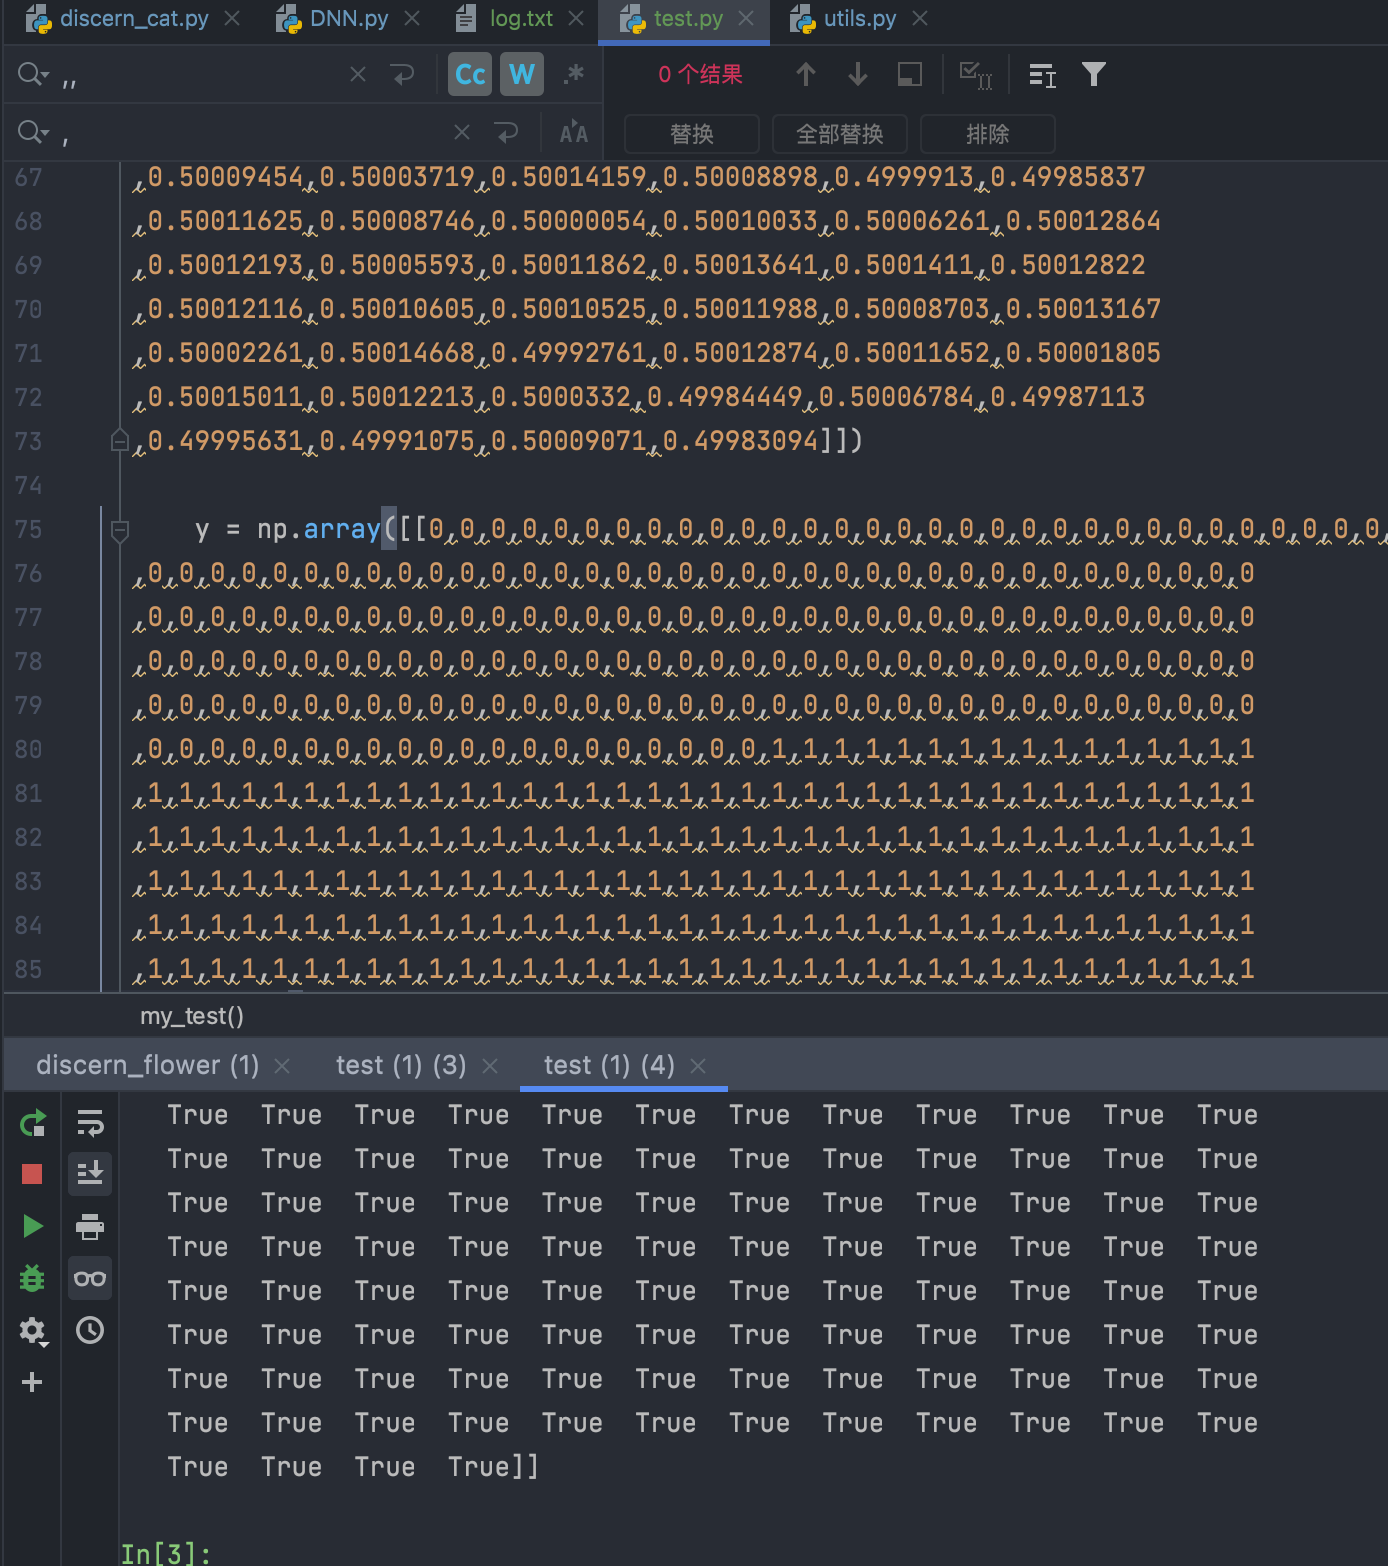 discern_cat.py DNN.py log.txt test.py utils.py
,, Cc W .* 0 个结果
, 替换 全部替换 排除
67 ,0.50009454,0.50003719,0.50014159,0.50008898,0.4999913,0.49985837
68 ,0.50011625,0.50008746,0.50000054,0.50010033,0.50006261,0.50012864
69 ,0.50012193,0.50005593,0.50011862,0.50013641,0.5001411,0.50012822
70 ,0.50012116,0.50010605,0.50010525,0.50011988,0.50008703,0.50013167
71 ,0.50002261,0.50014668,0.49992761,0.50012874,0.50011652,0.50001805
72 ,0.50015011,0.50012213,0.5000332,0.49984449,0.50006784,0.49987113
73 ,0.49995631,0.49991075,0.50009071,0.49983094]])
74
75 y = np.array([[0,0,0,0,0,0,0,0,0,0,0,0,0,0,0,0,0,0,0,0,0,0,0,0,0,0,0,0,0,0,0,
76 ,0,0,0,0,0,0,0,0,0,0,0,0,0,0,0,0,0,0,0,0,0,0,0,0,0,0,0,0,0,0,0,0,0,0,0,0
77 ,0,0,0,0,0,0,0,0,0,0,0,0,0,0,0,0,0,0,0,0,0,0,0,0,0,0,0,0,0,0,0,0,0,0,0,0
78 ,0,0,0,0,0,0,0,0,0,0,0,0,0,0,0,0,0,0,0,0,0,0,0,0,0,0,0,0,0,0,0,0,0,0,0,0
79 ,0,0,0,0,0,0,0,0,0,0,0,0,0,0,0,0,0,0,0,0,0,0,0,0,0,0,0,0,0,0,0,0,0,0,0,0
80 ,0,0,0,0,0,0,0,0,0,0,0,0,0,0,0,0,0,0,0,0,1,1,1,1,1,1,1,1,1,1,1,1,1,1,1,1
81 ,1,1,1,1,1,1,1,1,1,1,1,1,1,1,1,1,1,1,1,1,1,1,1,1,1,1,1,1,1,1,1,1,1,1,1,1
82 ,1,1,1,1,1,1,1,1,1,1,1,1,1,1,1,1,1,1,1,1,1,1,1,1,1,1,1,1,1,1,1,1,1,1,1,1
83 ,1,1,1,1,1,1,1,1,1,1,1,1,1,1,1,1,1,1,1,1,1,1,1,1,1,1,1,1,1,1,1,1,1,1,1,1
84 ,1,1,1,1,1,1,1,1,1,1,1,1,1,1,1,1,1,1,1,1,1,1,1,1,1,1,1,1,1,1,1,1,1,1,1,1
85 ,1,1,1,1,1,1,1,1,1,1,1,1,1,1,1,1,1,1,1,1,1,1,1,1,1,1,1,1,1,1,1,1,1,1,1,1
my_test()
discern_flower (1) test (1) (3) test (1) (4)
True True True True True True True True True True True True
True True True True True True True True True True True True
True True True True True True True True True True True True
True True True True True True True True True True True True
True True True True True True True True True True True True
True True True True True True True True True True True True
True True True True True True True True True True True True
True True True True True True True True True True True True
True True True True]]
In[3]: